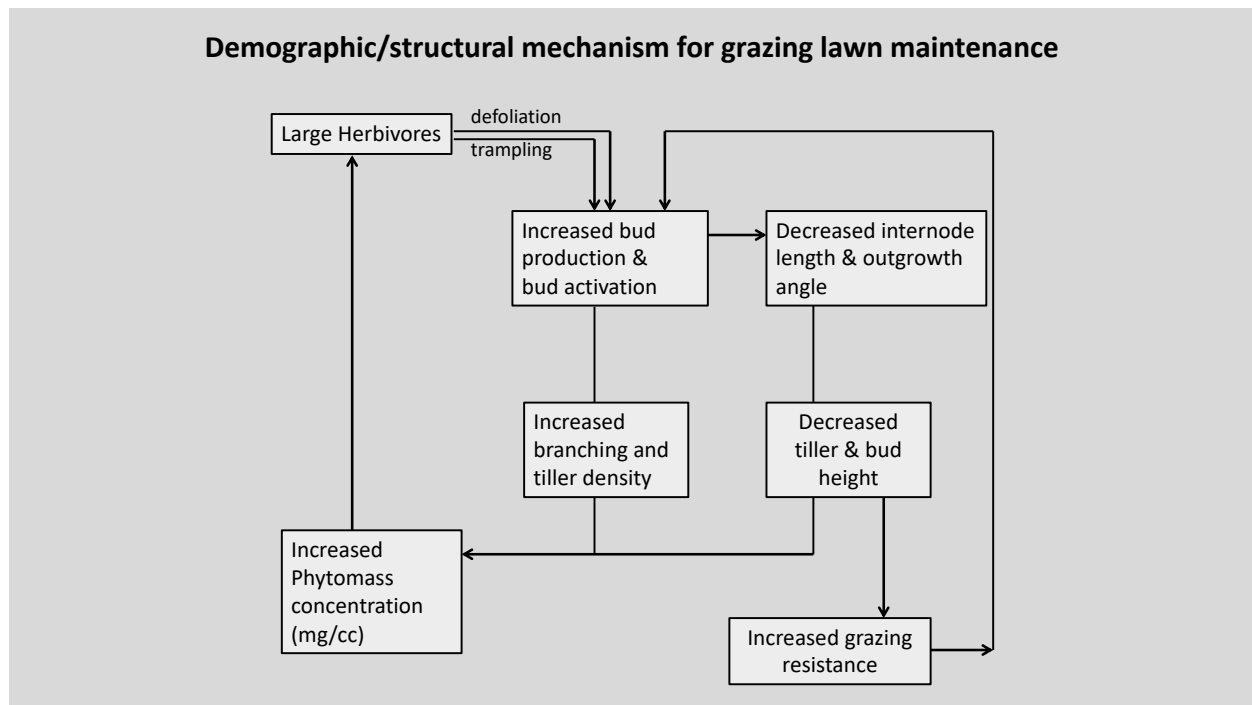 Demographic/structural mechanism for grazing lawn maintenance
Large Herbivores
defoliation
trampling
Increased bud
production &
bud activation
Decreased internode
length & outgrowth
angle
Increased
branching and
tiller density
Decreased
tiller & bud
height
Increased
Phytomass
concentration
(mg/cc)
Increased grazing
resistance